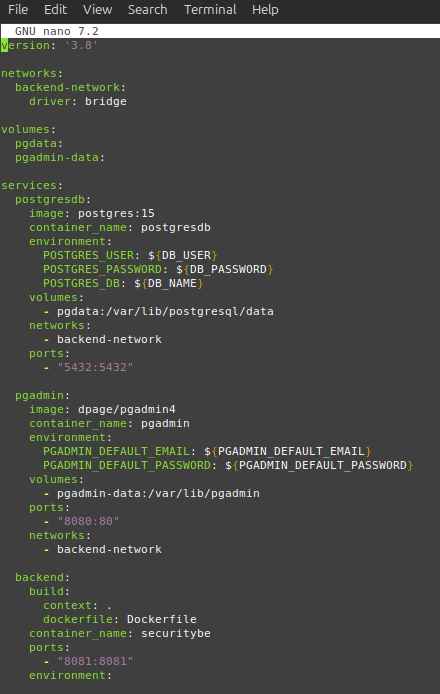 File Edit View Search Terminal Help
GNU nano 7.2
version: '3.8'

networks:
  backend-network:
    driver: bridge

volumes:
  pgdata:
  pgadmin-data:

services:
  postgresdb:
    image: postgres:15
    container_name: postgresdb
    environment:
      POSTGRES_USER: ${DB_USER}
      POSTGRES_PASSWORD: ${DB_PASSWORD}
      POSTGRES_DB: ${DB_NAME}
    volumes:
      - pgdata:/var/lib/postgresql/data
    networks:
      - backend-network
    ports:
      - "5432:5432"

  pgadmin:
    image: dpage/pgadmin4
    container_name: pgadmin
    environment:
      PGADMIN_DEFAULT_EMAIL: ${PGADMIN_DEFAULT_EMAIL}
      PGADMIN_DEFAULT_PASSWORD: ${PGADMIN_DEFAULT_PASSWORD}
    volumes:
      - pgadmin-data:/var/lib/pgadmin
    ports:
      - "8080:80"
    networks:
      - backend-network

  backend:
    build:
      context: .
      dockerfile: Dockerfile
    container_name: securitybe
    ports:
      - "8081:8081"
    environment: